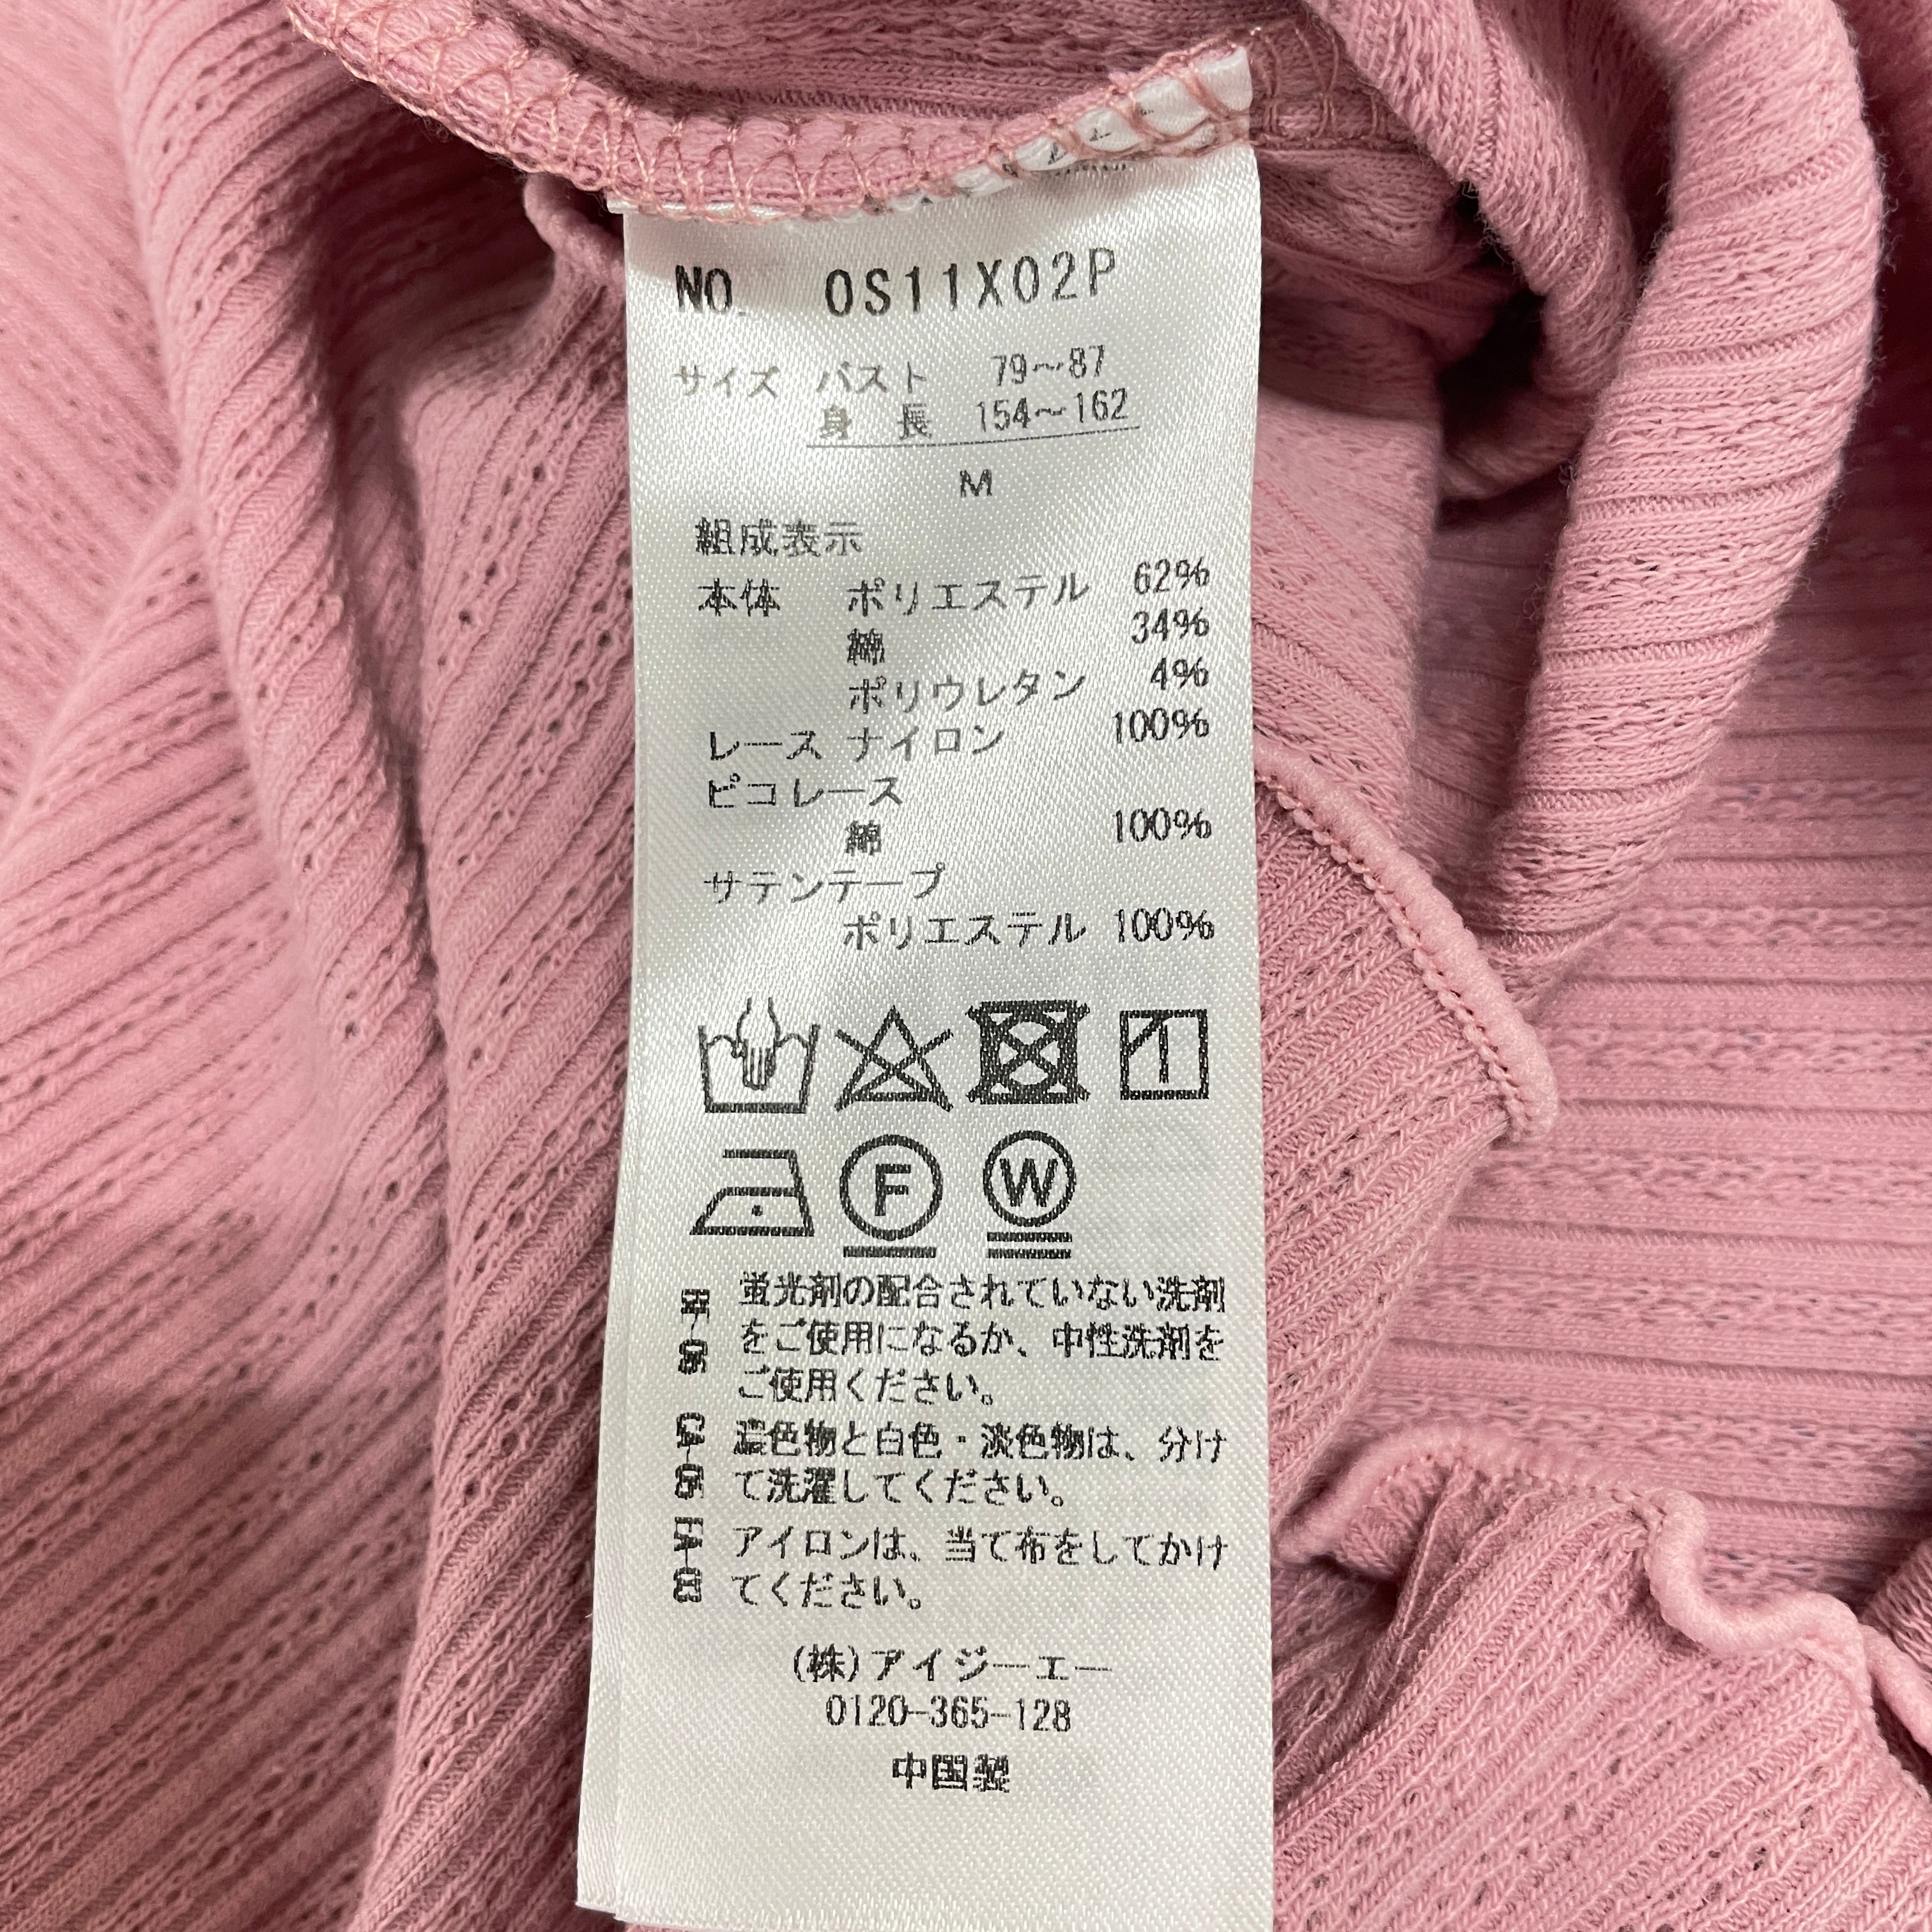 NO. OS11X02P
サイズ バスト 79〜87
身長 154〜162
M
組成表示
本体 ポリエステル 62%
綿 34%
ポリウレタン 4%
レース ナイロン 100%
ピコレース
綿 100%
サテンテープ
ポリエステル 100%
F W
蛍光剤の配合されていない洗剤
をご使用になるか、中性洗剤を
ご使用ください。
濃色物と白色・淡色物は、分け
て洗濯してください。
アイロンは、当て布をしてかけ
てください。
(株)アイジーエー
0120-365-128
中国製